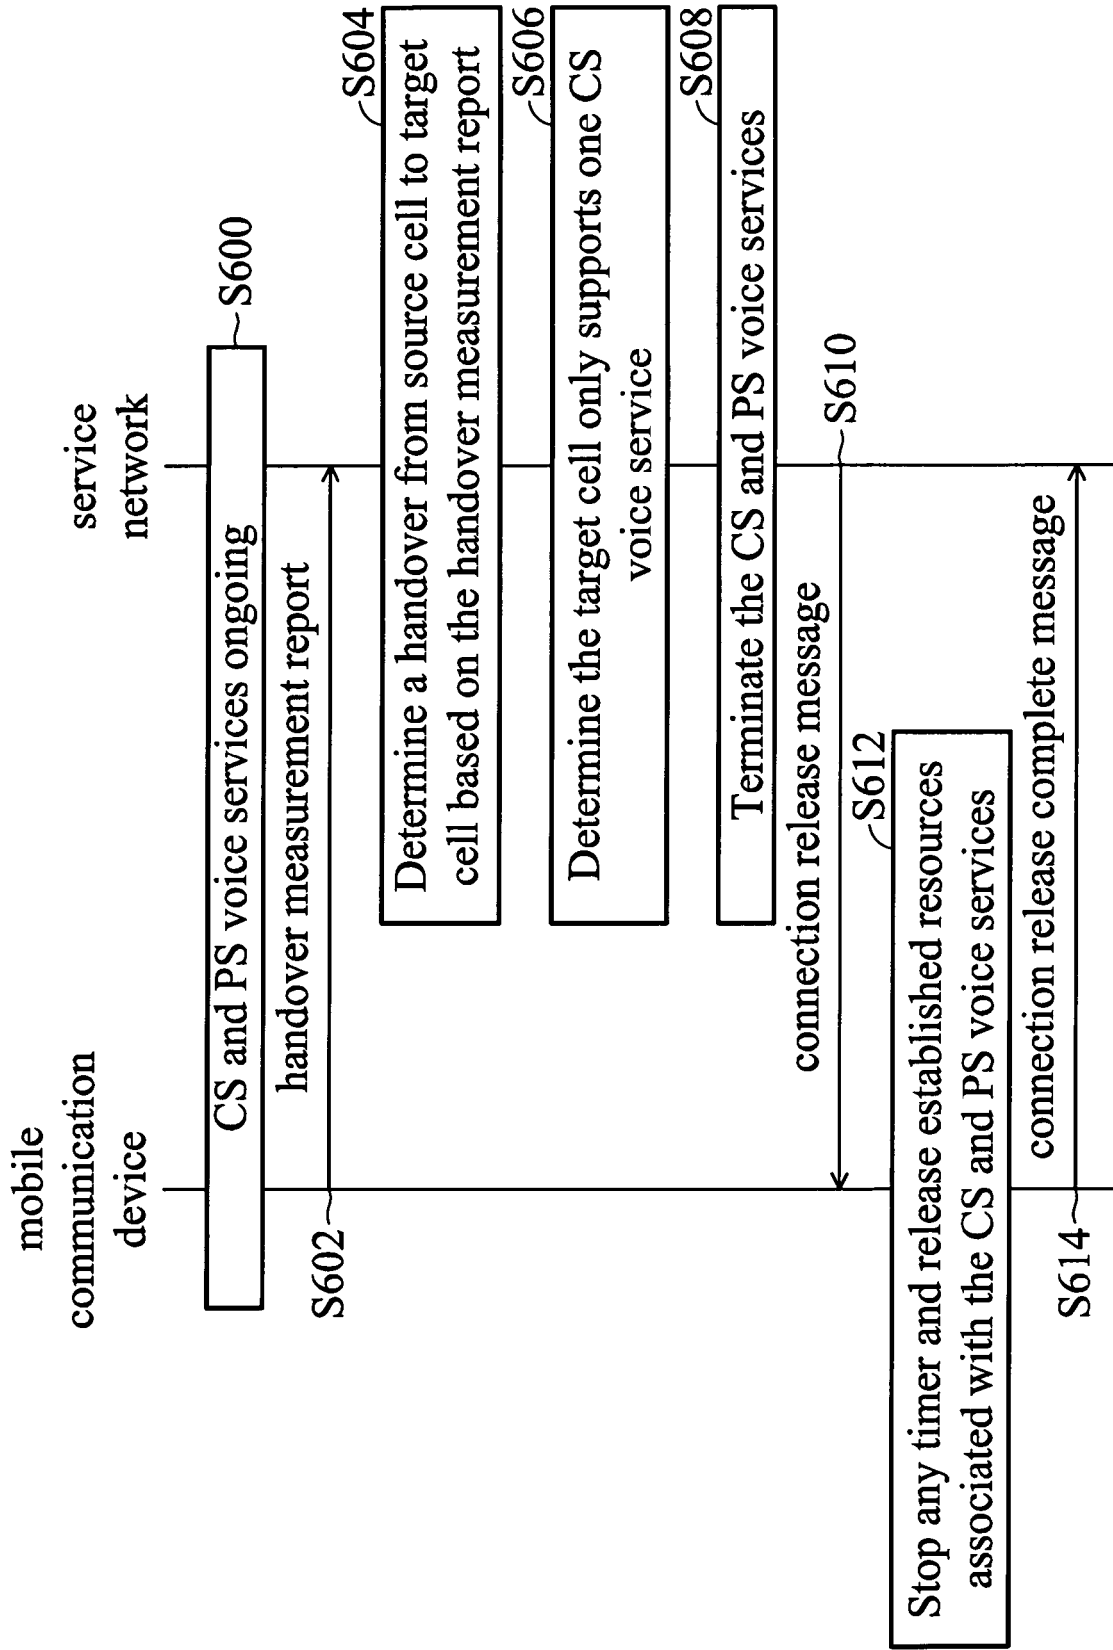 mobile
communication
device
service
network
CS and PS voice services ongoing
S600
handover measurement report
S602
S604
Determine a handover from source cell to target
cell based on the handover measurement report
S606
Determine the target cell only supports one CS
voice service
S608
Terminate the CS and PS voice services
connection release message
S610
S612
Stop any timer and release established resources
associated with the CS and PS voice services
connection release complete message
S614